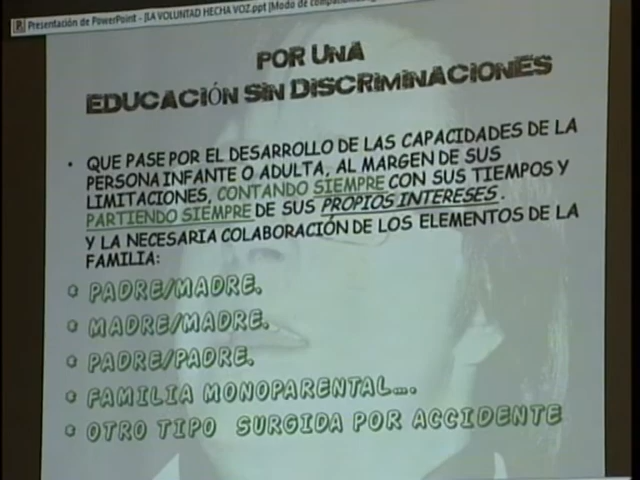 Presentación de PowerPoint - [LA VOLUNTAD HECHA VOZ.ppt [Modo de
POR UNA
EDUCACIÓN SIN DISCRIMINACIONES
• QUE PASE POR EL DESARROLLO DE LAS CAPACIDADES DE LA
PERSONA INFANTE O ADULTA, AL MARGEN DE SUS
LIMITACIONES, CONTANDO SIEMPRE CON SUS TIEMPOS Y
PARTIENDO SIEMPRE DE SUS PROPIOS INTERESES.
Y LA NECESARIA COLABORACIÓN DE LOS ELEMENTOS DE LA
FAMILIA:
* PADRE/MADRE.
* MADRE/MADRE.
* PADRE/PADRE.
* FAMILIA MONOPARENTAL….
* OTRO TIPO SURGIDA POR ACCIDENTE